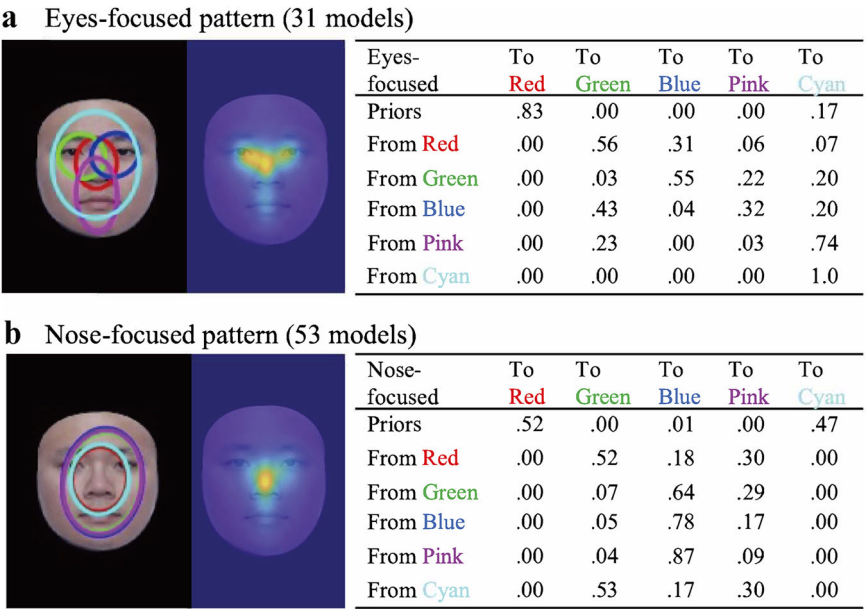 a Eyes-focused pattern (31 models)
Eyes- To To To To To
focused Red Green Blue Pink Cyan
Priors .83 .00 .00 .00 .17
From Red .00 .56 .31 .06 .07
From Green .00 .03 .55 .22 .20
From Blue .00 .43 .04 .32 .20
From Pink .00 .23 .00 .03 .74
From Cyan .00 .00 .00 .00 1.0
b Nose-focused pattern (53 models)
Nose- To To To To To
focused Red Green Blue Pink Cyan
Priors .52 .00 .01 .00 .47
From Red .00 .52 .18 .30 .00
From Green .00 .07 .64 .29 .00
From Blue .00 .05 .78 .17 .00
From Pink .00 .04 .87 .09 .00
From Cyan .00 .53 .17 .30 .00